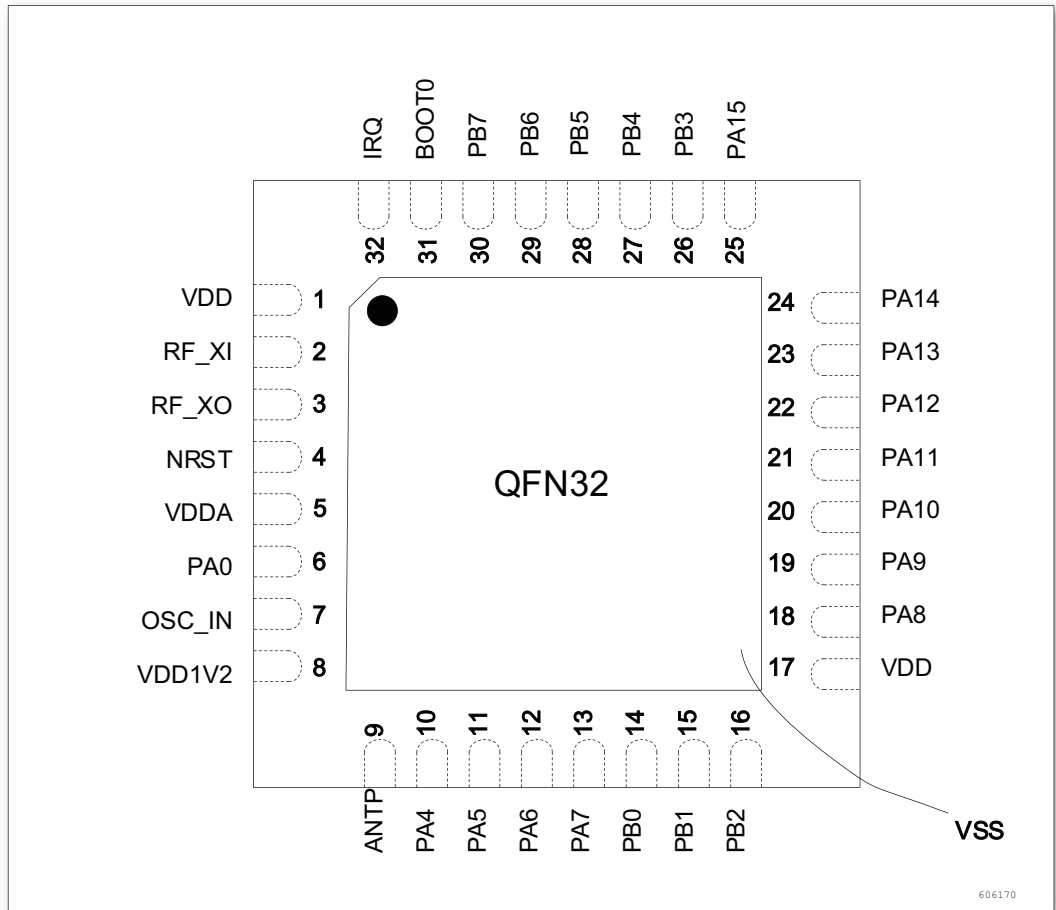 IRQ
BOOT0
PB7
PB6
PB5
PB4
PB3
PA15
32
31
30
29
28
27
26
25
VDD 1
RF_XI 2
RF_XO 3
NRST 4
VDDA 5
PA0 6
OSC_IN 7
VDD1V2 8
QFN32
24 PA14
23 PA13
22 PA12
21 PA11
20 PA10
19 PA9
18 PA8
17 VDD
9
10
11
12
13
14
15
16
ANTP
PA4
PA5
PA6
PA7
PB0
PB1
PB2
VSS
606170